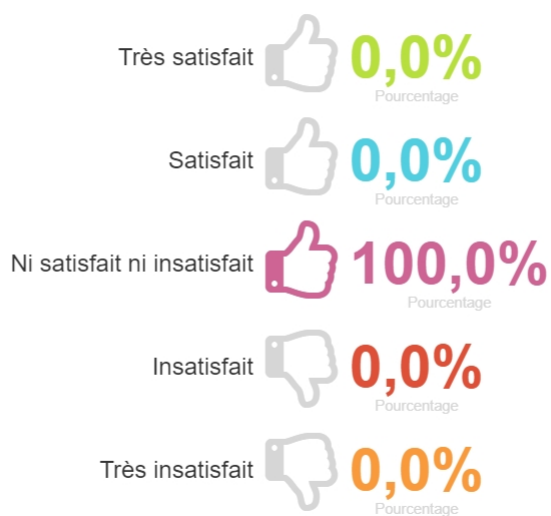 Très satisfait 0,0%
Pourcentage
Satisfait 0,0%
Pourcentage
Ni satisfait ni insatisfait 100,0%
Pourcentage
Insatisfait 0,0%
Pourcentage
Très insatisfait 0,0%
Pourcentage